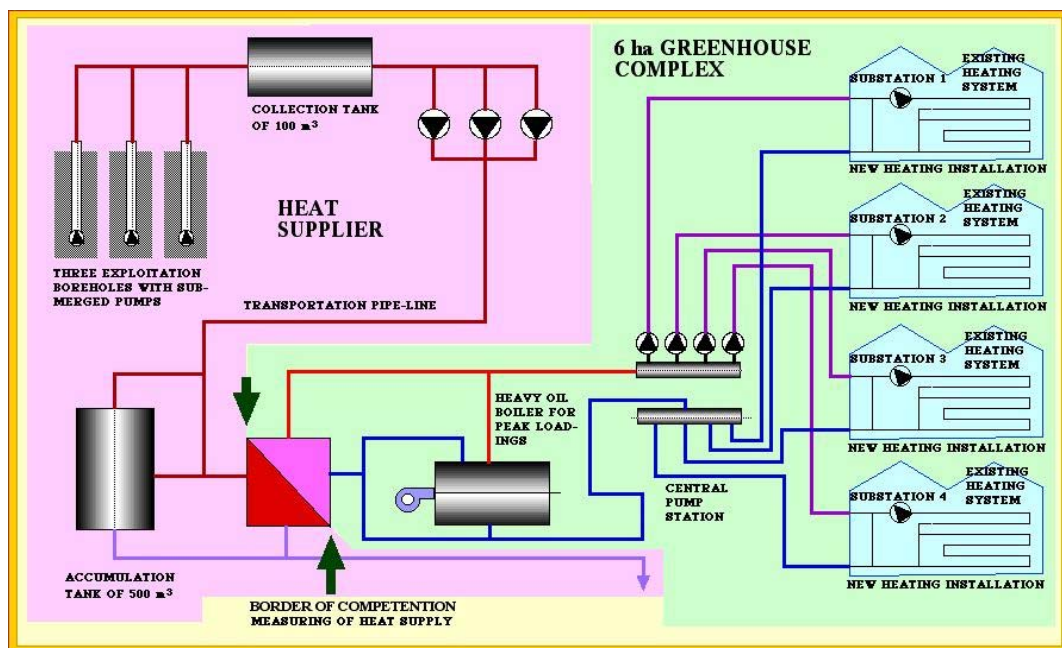 COLLECTION TANK
OF 100 m³
HEAT
SUPPLIER
THREE EXPLOITATION
BOREHOLES WITH SUB-
MERGED PUMPS
TRANSPORTATION PIPE-LINE
ACCUMULATION
TANK OF 500 m³
BORDER OF COMPETENTION
MEASURING OF HEAT SUPPLY
HEAVY OIL
BOILER FOR
PEAK LOAD-
INGS
6 ha GREENHOUSE
COMPLEX
CENTRAL
PUMP
STATION
SUBSTATION 1
EXISTING
HEATING
SYSTEM
NEW HEATING INSTALLATION
SUBSTATION 2
EXISTING
HEATING
SYSTEM
NEW HEATING INSTALLATION
SUBSTATION 3
EXISTING
HEATING
SYSTEM
NEW HEATING INSTALLATION
SUBSTATION 4
EXISTING
HEATING
SYSTEM
NEW HEATING INSTALLATION